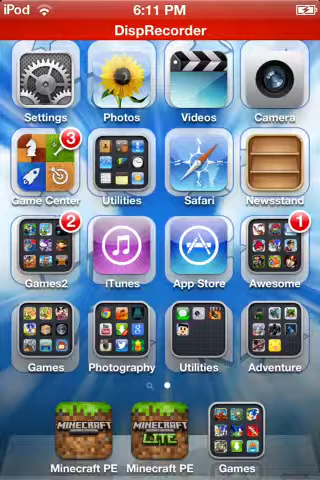 iPod 6:11 PM
DispRecorder
Settings Photos Videos Camera
3
Game Center Utilities Safari Newsstand
2 1
Games2 iTunes App Store Awesome
Games Photography Utilities Adventure
MINECRAFT MINECRAFT
LITE
Minecraft PE Minecraft PE Games